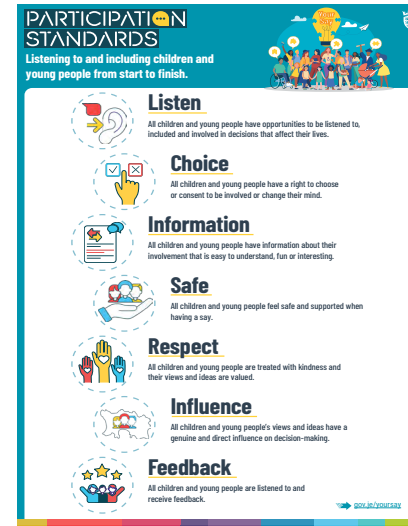 PARTICIPATION
STANDARDS
Listening to and including children and
young people from start to finish.
Your
Say
Listen
All children and young people have opportunities to be listened to,
included and involved in decisions that affect their lives.
Choice
All children and young people have a right to choose
or consent to be involved or change their mind.
Information
All children and young people have information about their
involvement that is easy to understand, fun or interesting.
Safe
All children and young people feel safe and supported when
having a say.
Respect
All children and young people are treated with kindness and
their views and ideas are valued.
Influence
All children and young people's views and ideas have a
genuine and direct influence on decision-making.
Feedback
All children and young people are listened to and
receive feedback.
gov.je/yoursay